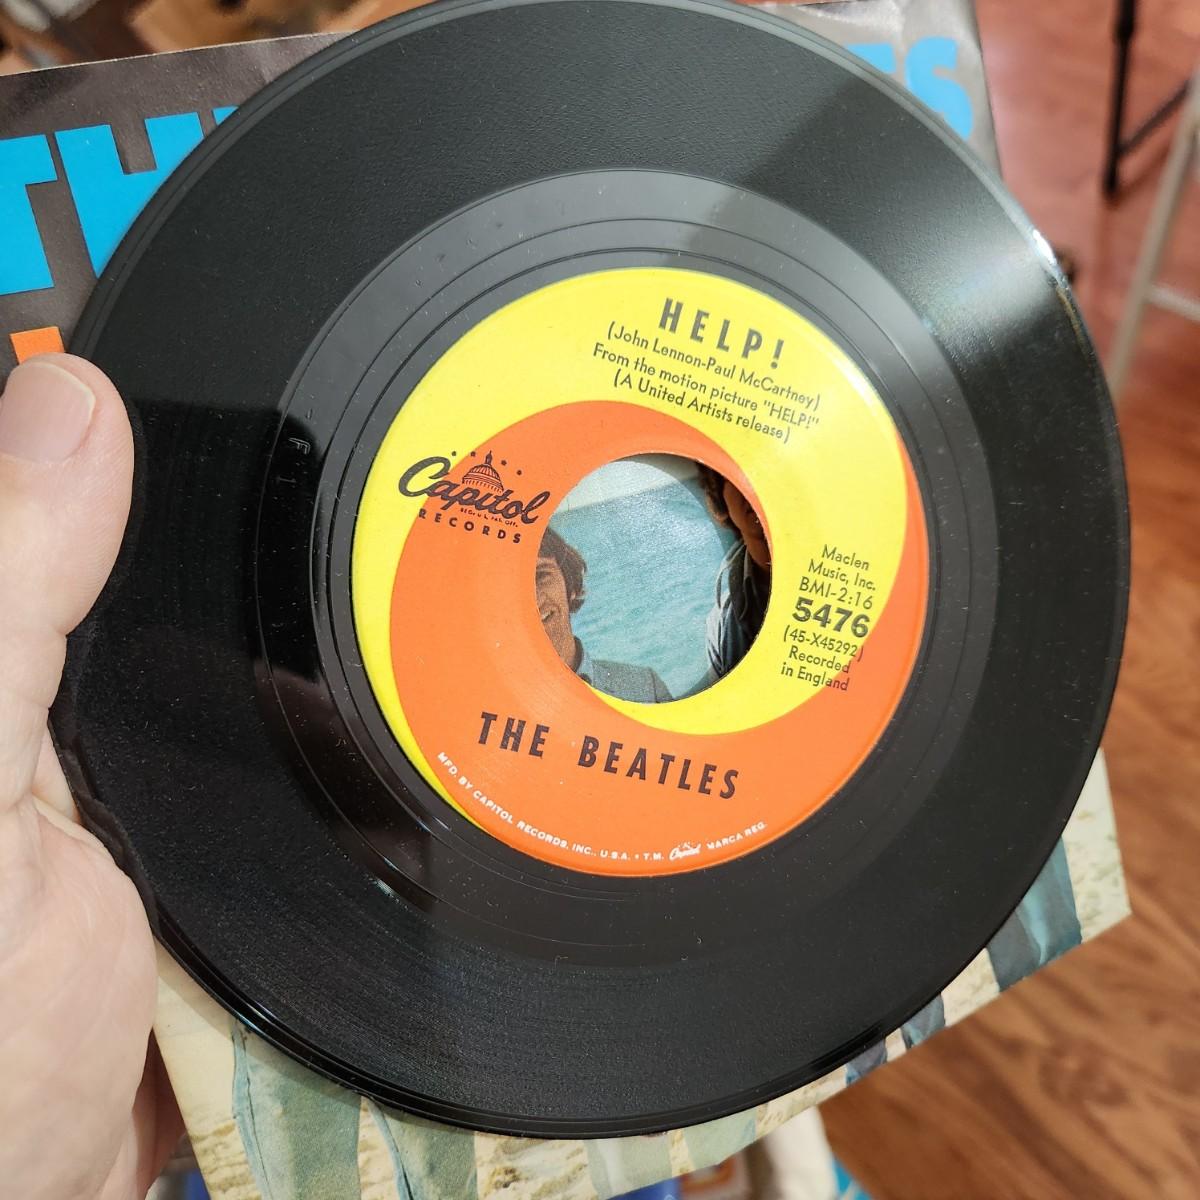 THE
HELP!
(John Lennon-Paul McCartney)
From the motion picture "HELP!"
(A United Artists release)
Capitol
RECORDS
Maclen
Music, Inc.
BMI-2:16
5476
(45-X45292)
Recorded
in England
THE BEATLES
MFD. BY CAPITOL RECORDS, INC., U.S.A. • T.M. Capitol MARCA REG.